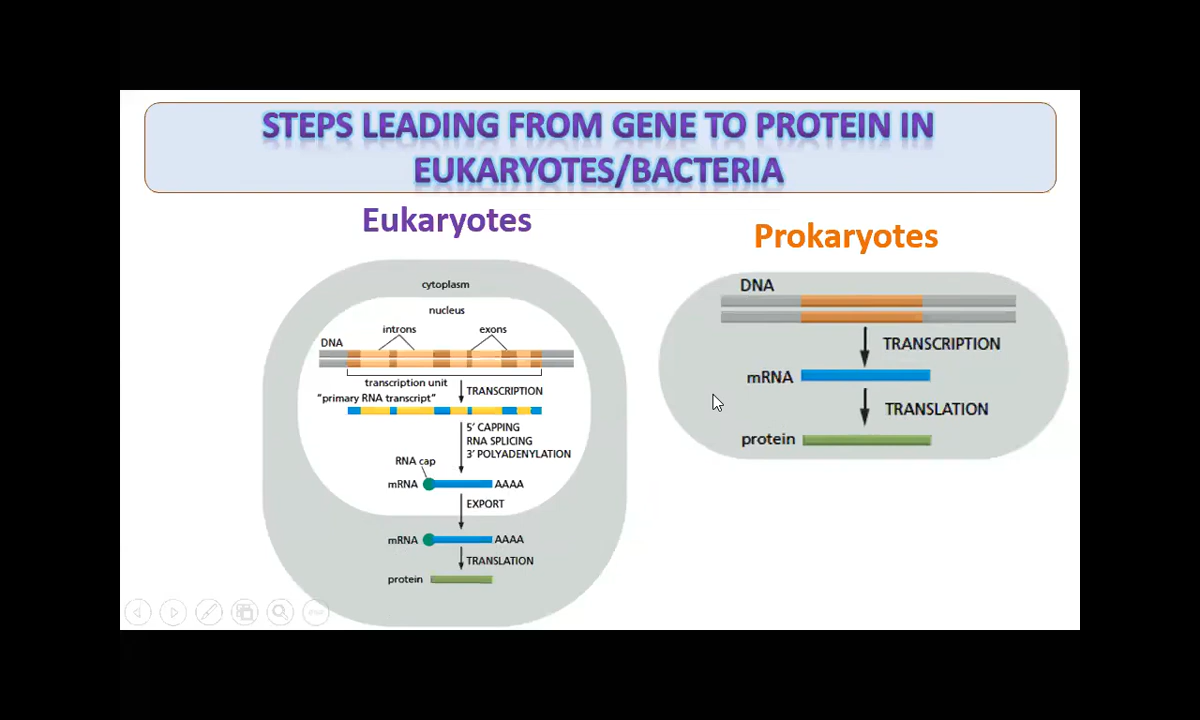 STEPS LEADING FROM GENE TO PROTEIN IN
EUKARYOTES/BACTERIA
Eukaryotes
cytoplasm
nucleus
introns
exons
DNA
transcription unit
TRANSCRIPTION
"primary RNA transcript"
5' CAPPING
RNA SPLICING
3' POLYADENYLATION
RNA cap
mRNA
AAAA
EXPORT
mRNA
AAAA
TRANSLATION
protein
Prokaryotes
DNA
TRANSCRIPTION
mRNA
TRANSLATION
protein